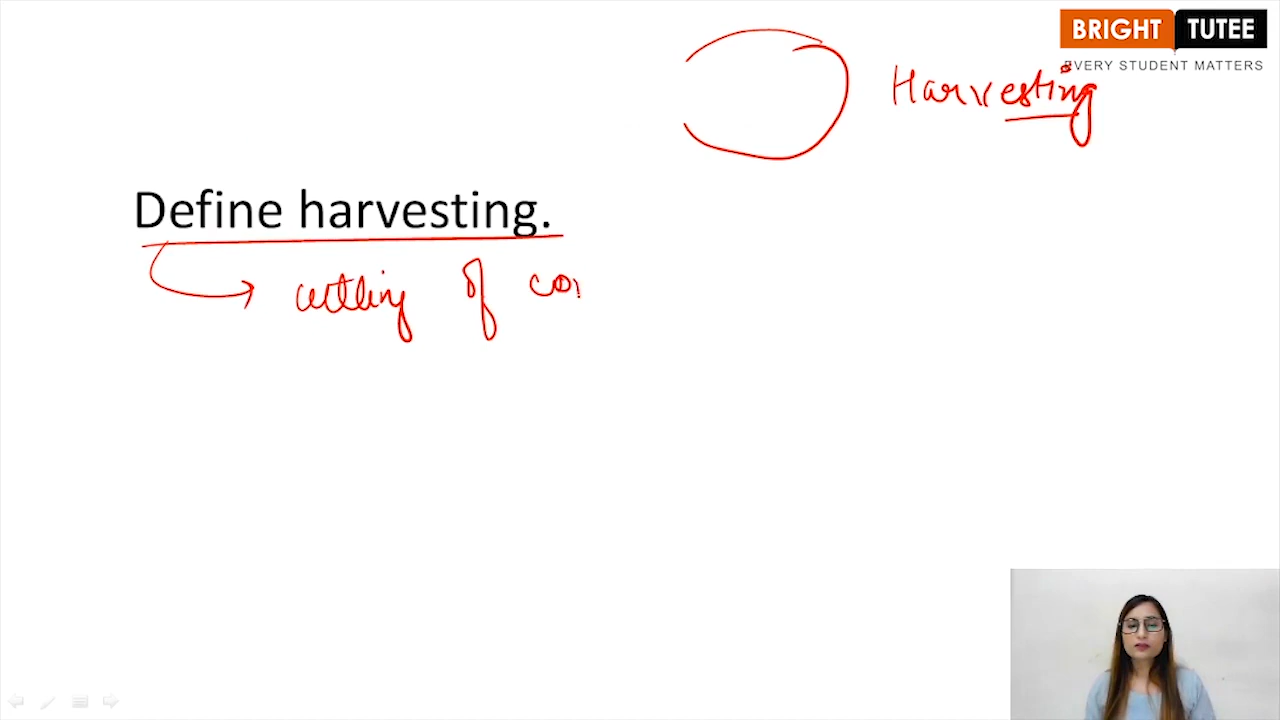 BRIGHT TUTEE
EVERY STUDENT MATTERS
Harvesting
Define harvesting.
cutting of